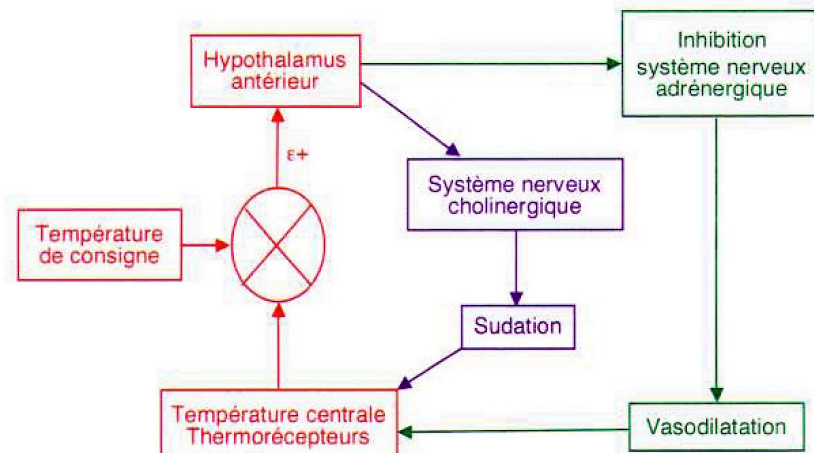 Hypothalamus
antérieur
Inhibition
système nerveux
adrénergique
ε+
Système nerveux
cholinergique
Température
de consigne
Sudation
Température centrale
Thermorécepteurs
Vasodilatation